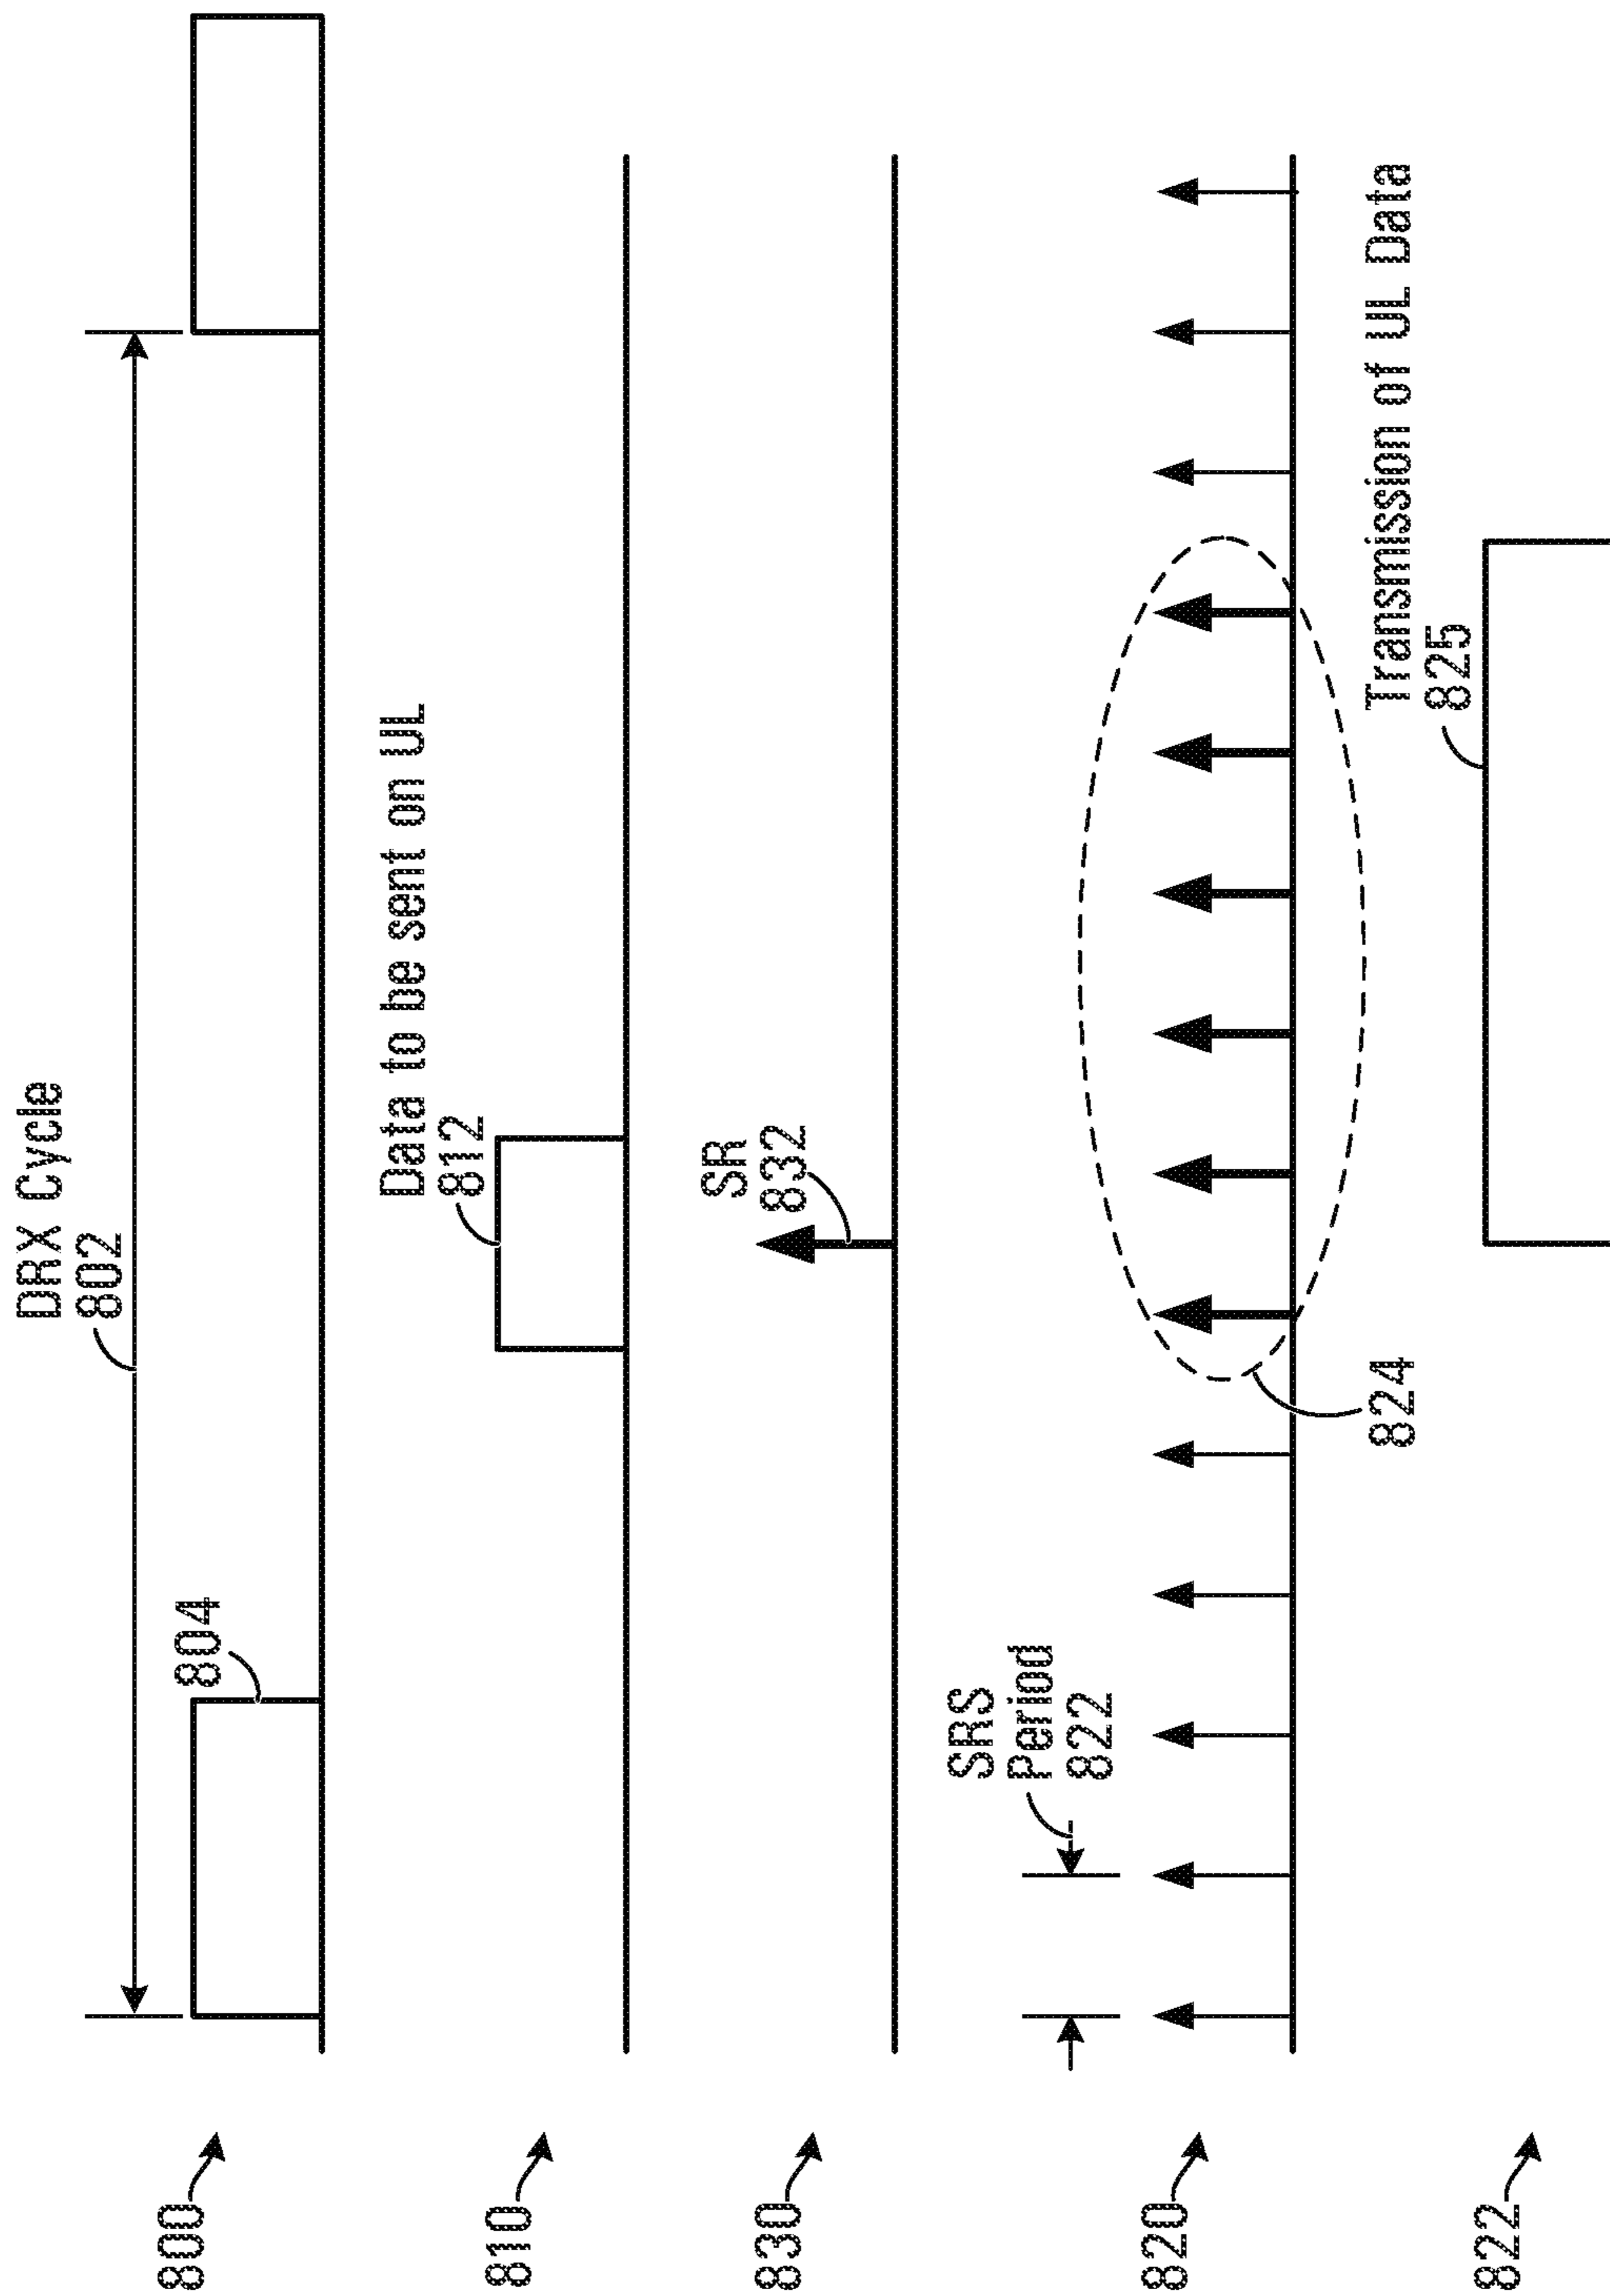 DRX Cycle
802
804
800
Data to be sent on UL
812
810
SR
832
830
SRS
Period
822
824
820
Transmission of UL Data
825
822